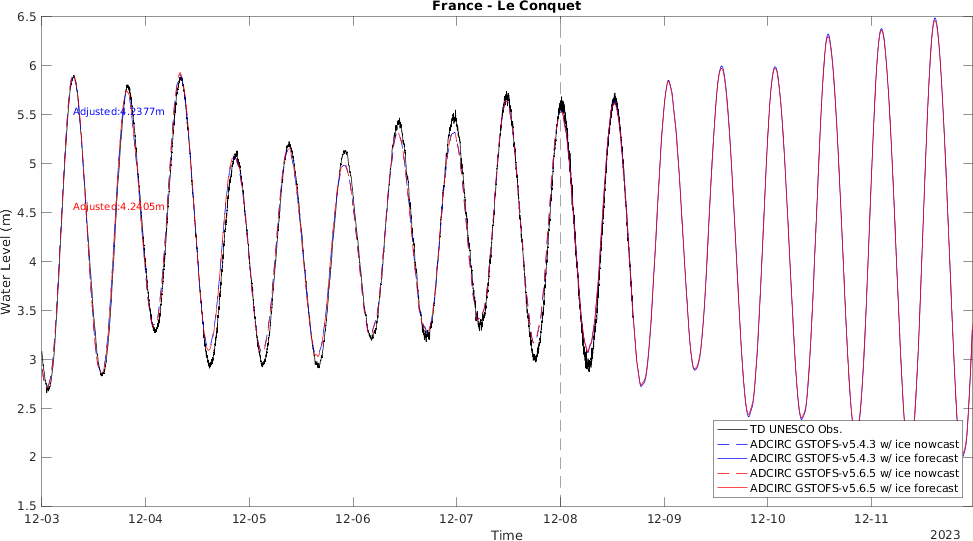 France - Le Conquet
6.5
6
5.5
5
4.5
4
3.5
3
2.5
2
1.5
Water Level (m)
Adjusted:4.2377m
Adjusted:4.2405m
TD UNESCO Obs.
ADCIRC GSTOFS-v5.4.3 w/ ice nowcast
ADCIRC GSTOFS-v5.4.3 w/ ice forecast
ADCIRC GSTOFS-v5.6.5 w/ ice nowcast
ADCIRC GSTOFS-v5.6.5 w/ ice forecast
12-03 12-04 12-05 12-06 12-07 12-08 12-09 12-10 12-11
Time
2023